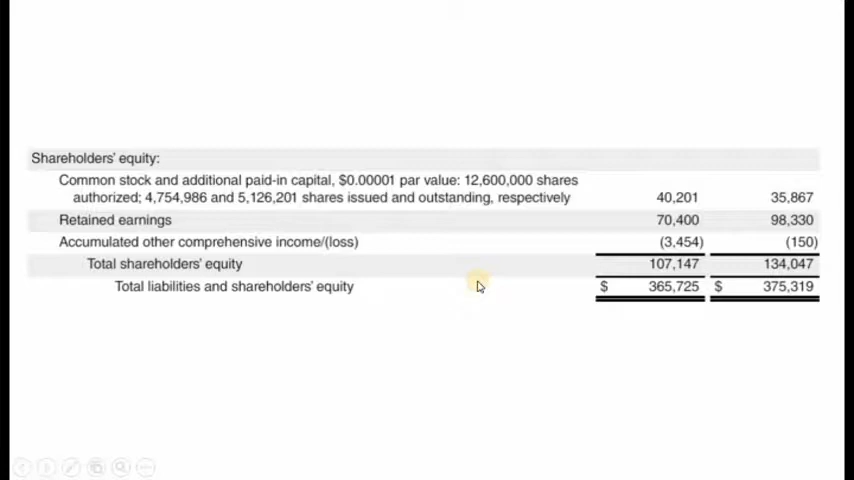 Shareholders' equity:
Common stock and additional paid-in capital, $0.00001 par value: 12,600,000 shares
authorized; 4,754,986 and 5,126,201 shares issued and outstanding, respectively 40,201 35,867
Retained earnings 70,400 98,330
Accumulated other comprehensive income/(loss) (3,454) (150)
Total shareholders' equity 107,147 134,047
Total liabilities and shareholders' equity $ 365,725 $ 375,319